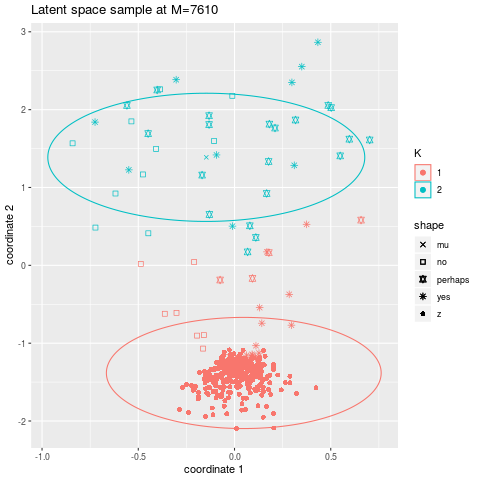 Latent space sample at M=7610
3
2
1
0
-1
-2
coordinate 2
-1.0
-0.5
0.0
0.5
coordinate 1
K
1
2
shape
mu
no
perhaps
yes
z